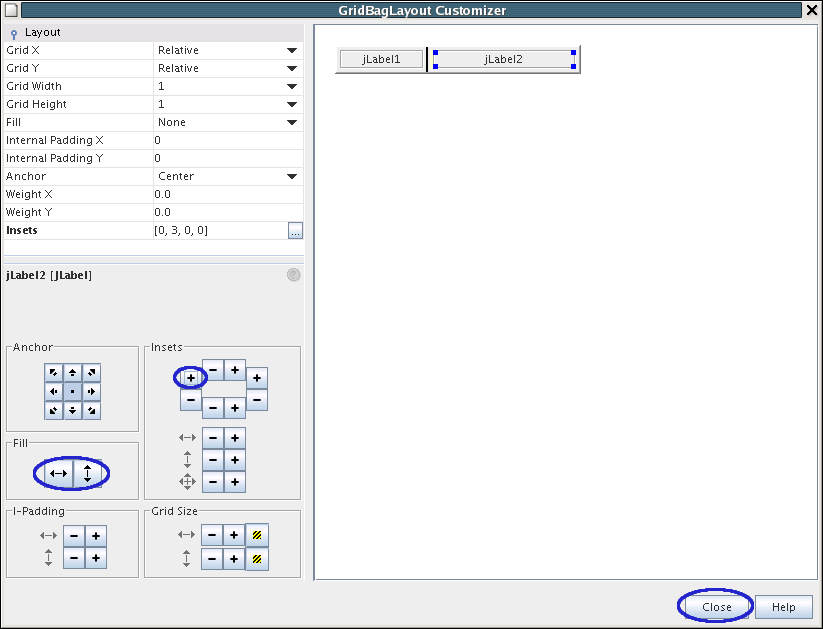 GridBagLayout Customizer
Layout
Grid X Relative
Grid Y Relative
Grid Width 1
Grid Height 1
Fill None
Internal Padding X 0
Internal Padding Y 0
Anchor Center
Weight X 0.0
Weight Y 0.0
Insets [0, 3, 0, 0] ...
jLabel1 jLabel2
jLabel2 [JLabel] ?
Anchor
Insets
- +
+ +
- -
- +
Fill
- +
- +
- +
I-Padding
- +
- +
Grid Size
- +
- +
Close Help